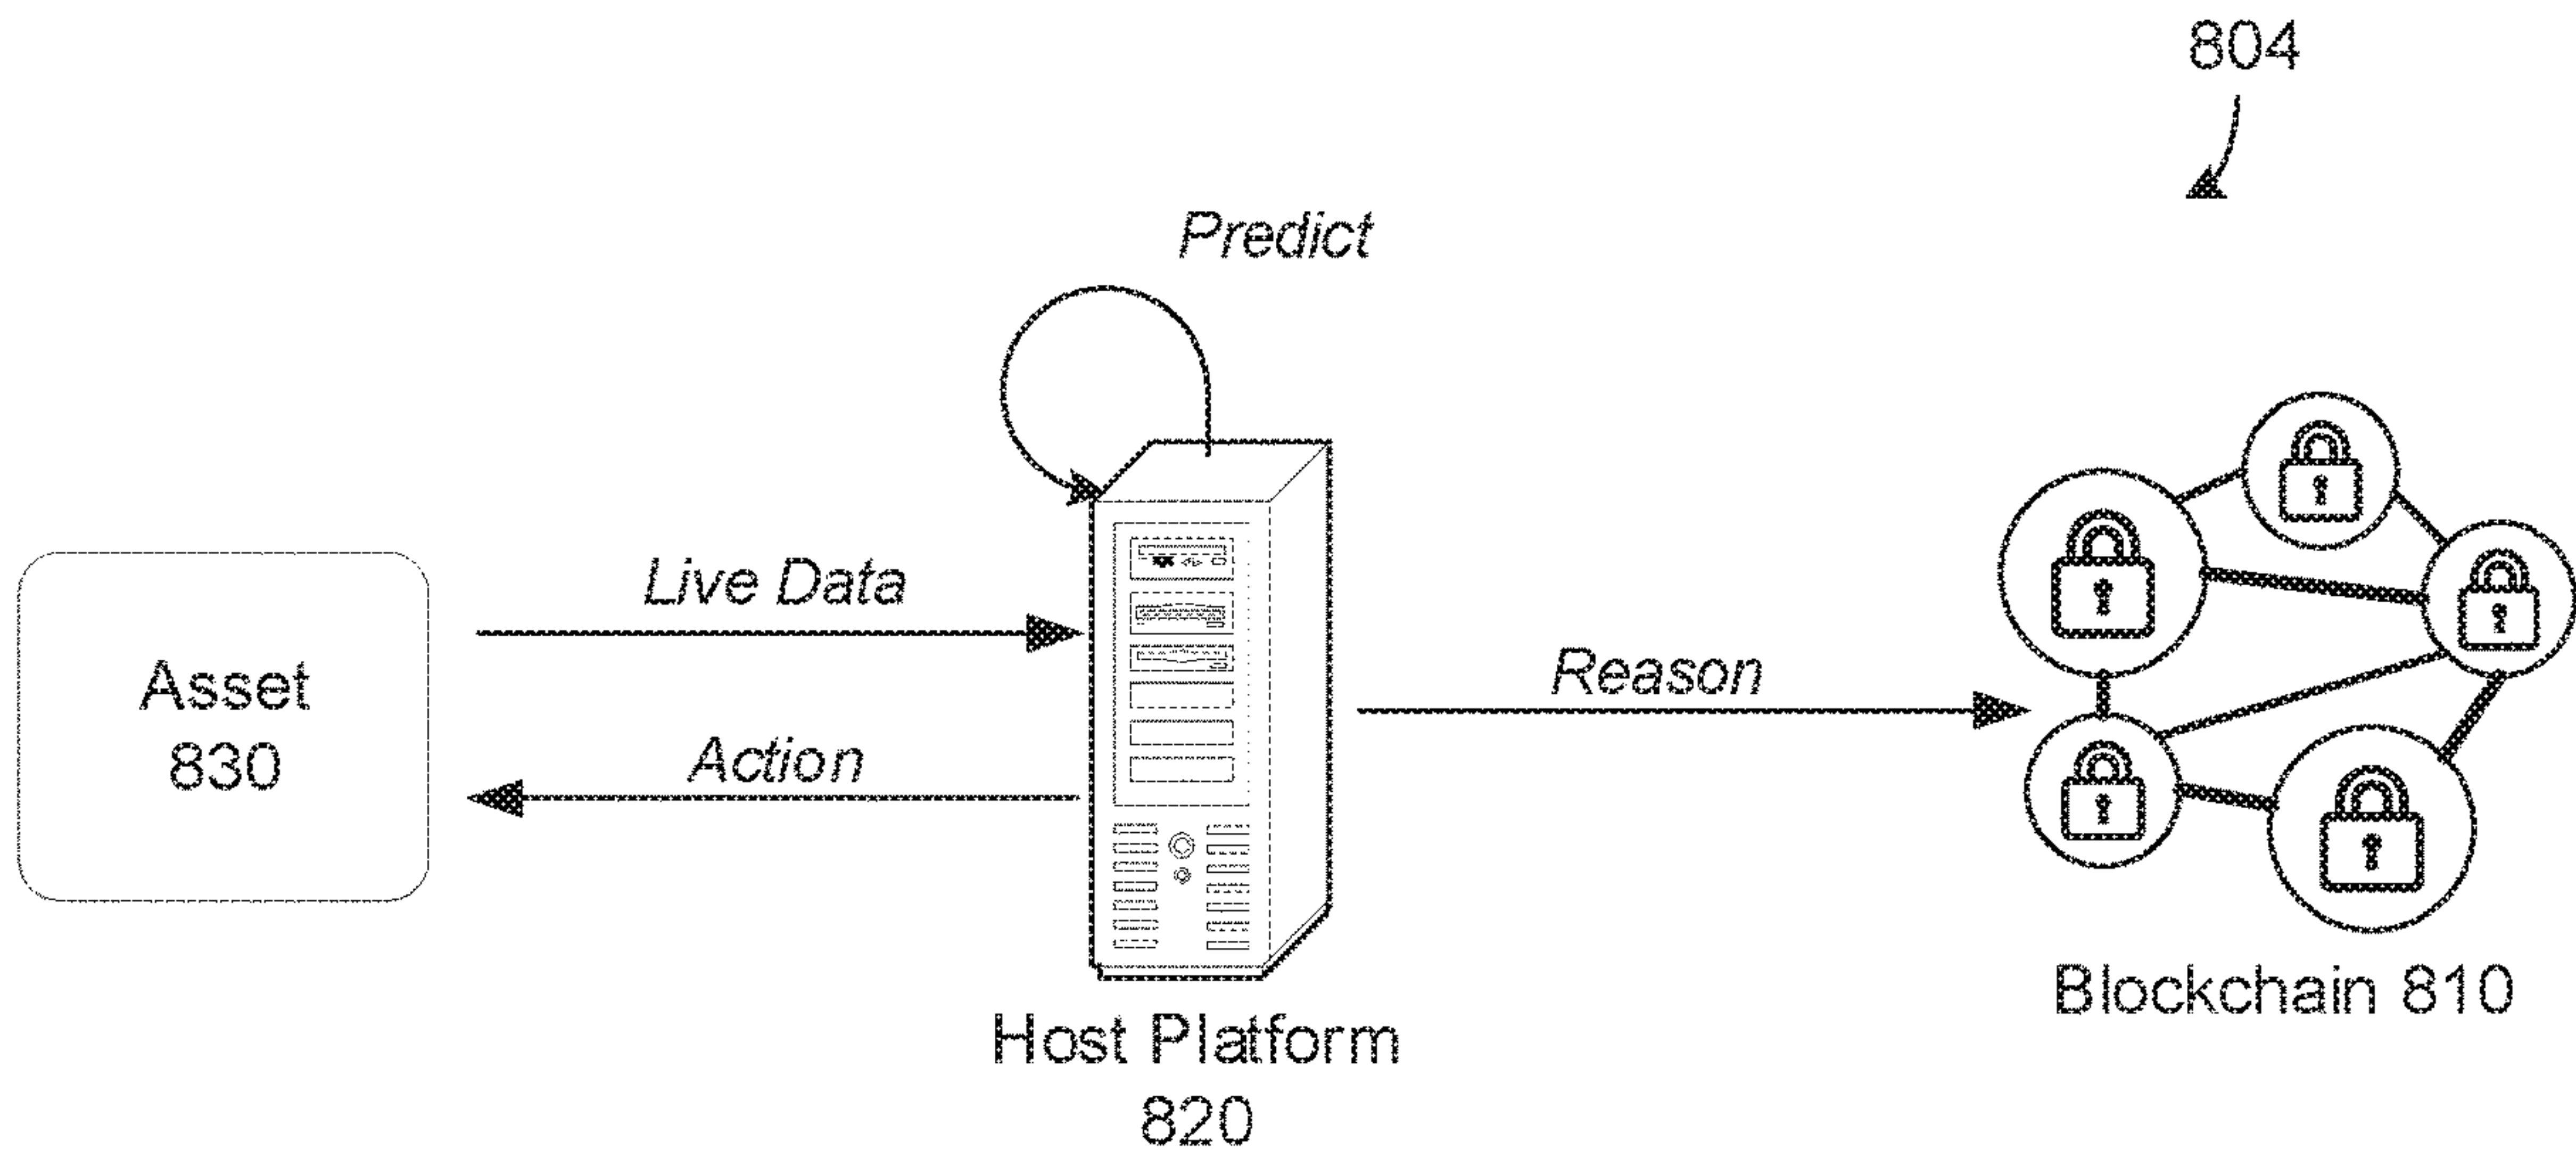 804
Predict
Live Data
Asset
830
Action
Reason
Host Platform
820
Blockchain 810